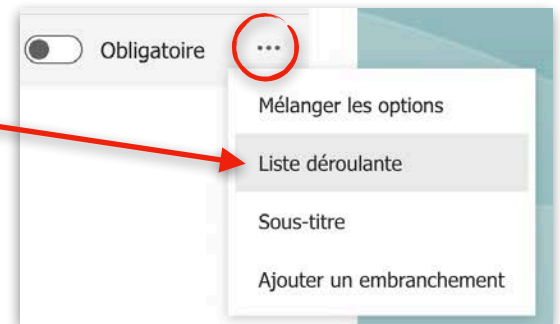 Obligatoire ...
Mélanger les options
Liste déroulante
Sous-titre
Ajouter un embranchement